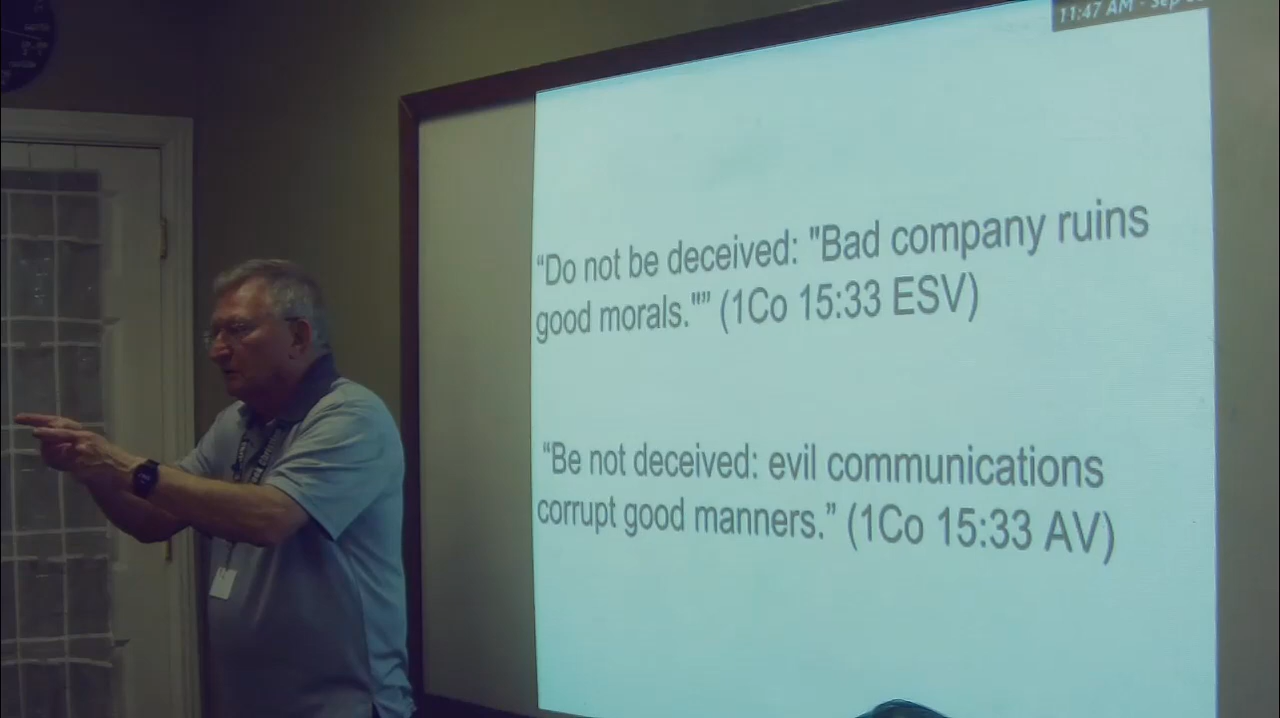 11:47 AM - Sep
“Do not be deceived: "Bad company ruins
good morals."” (1Co 15:33 ESV)
“Be not deceived: evil communications
corrupt good manners.” (1Co 15:33 AV)